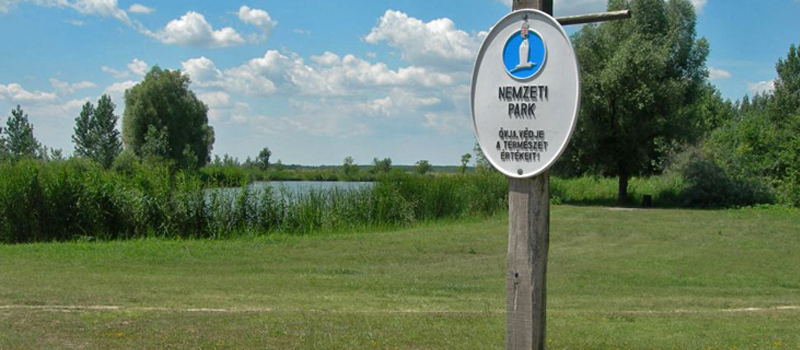 NEMZETI
PARK
ÓVJA, VÉDJE
A TERMÉSZET
ÉRTÉKEIT!